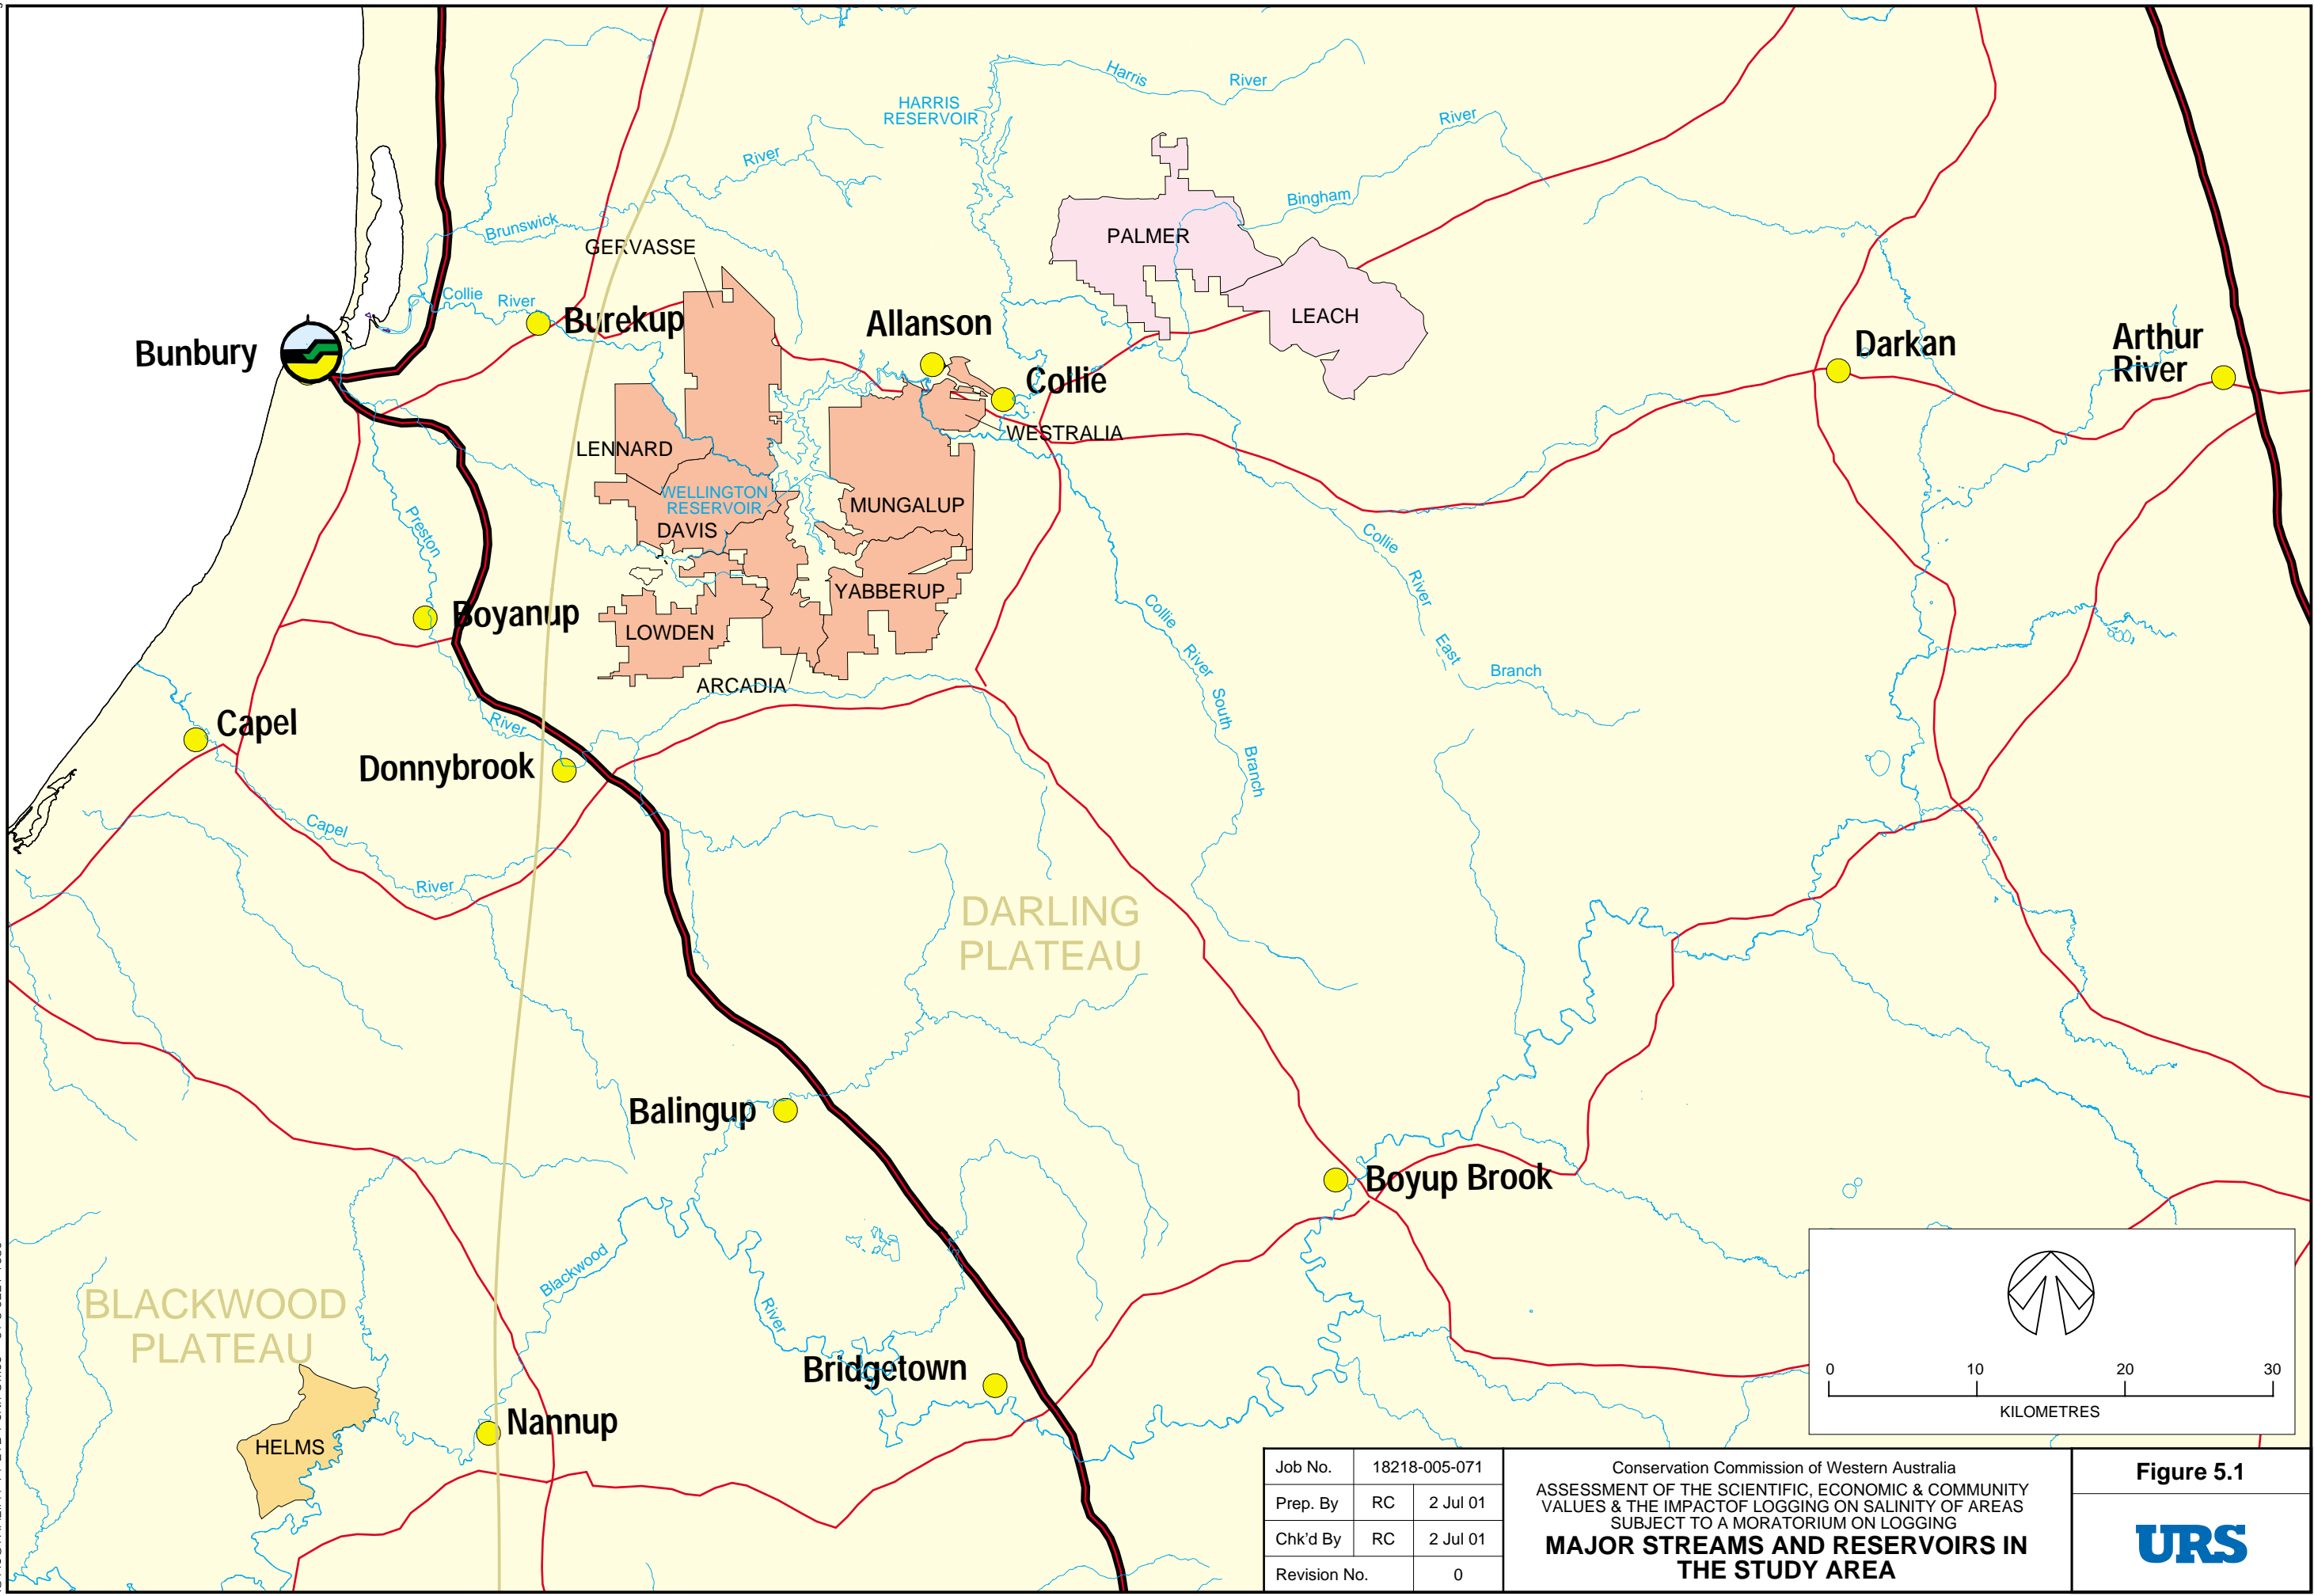 Harris
River
HARRIS
RESERVOIR
River
River
Bingham
Brunswick
GERVASSE
PALMER
Collie River
Burekup
Allanson
LEACH
Bunbury
Darkan
Arthur
River
Collie
WESTRALIA
LENNARD
WELLINGTON
RESERVOIR
MUNGALUP
DAVIS
Preston
Collie
River
East
Branch
YABBERUP
Boyanup
LOWDEN
ARCADIA
Collie
River
South
Branch
Capel
River
Donnybrook
Capel
River
DARLING
PLATEAU
Balingup
Boyup Brook
Blackwood
River
BLACKWOOD
PLATEAU
Bridgetown
Nannup
HELMS
0 10 20 30
KILOMETRES
Job No. 18218-005-071
Prep. By RC 2 Jul 01
Chk'd By RC 2 Jul 01
Revision No. 0
Conservation Commission of Western Australia
ASSESSMENT OF THE SCIENTIFIC, ECONOMIC & COMMUNITY
VALUES & THE IMPACTOF LOGGING ON SALINITY OF AREAS
SUBJECT TO A MORATORIUM ON LOGGING
MAJOR STREAMS AND RESERVOIRS IN
THE STUDY AREA
Figure 5.1
URS